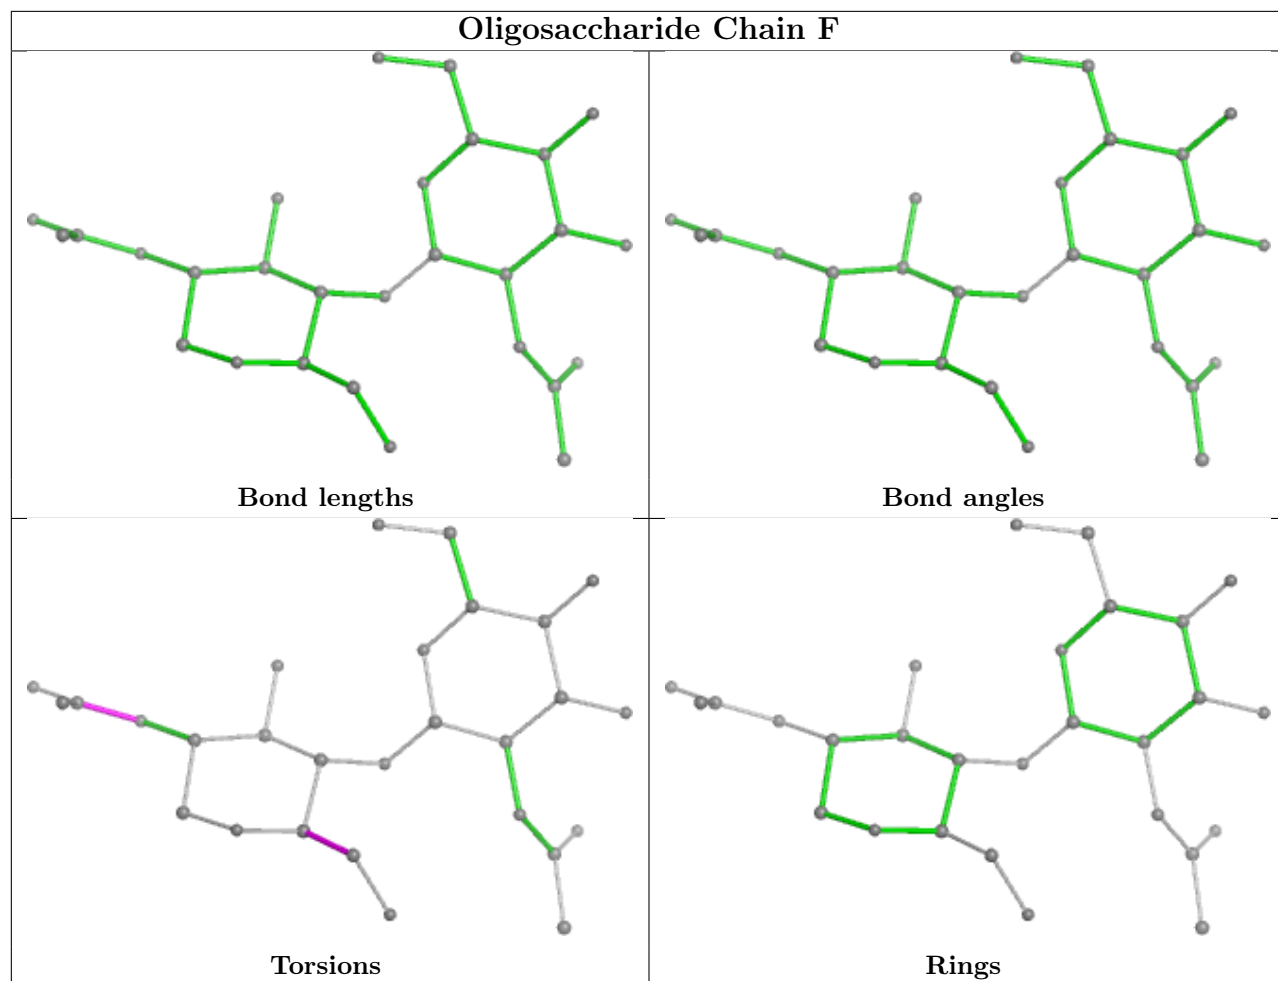 Oligosaccharide Chain F
Bond lengths
Bond angles
Torsions
Rings